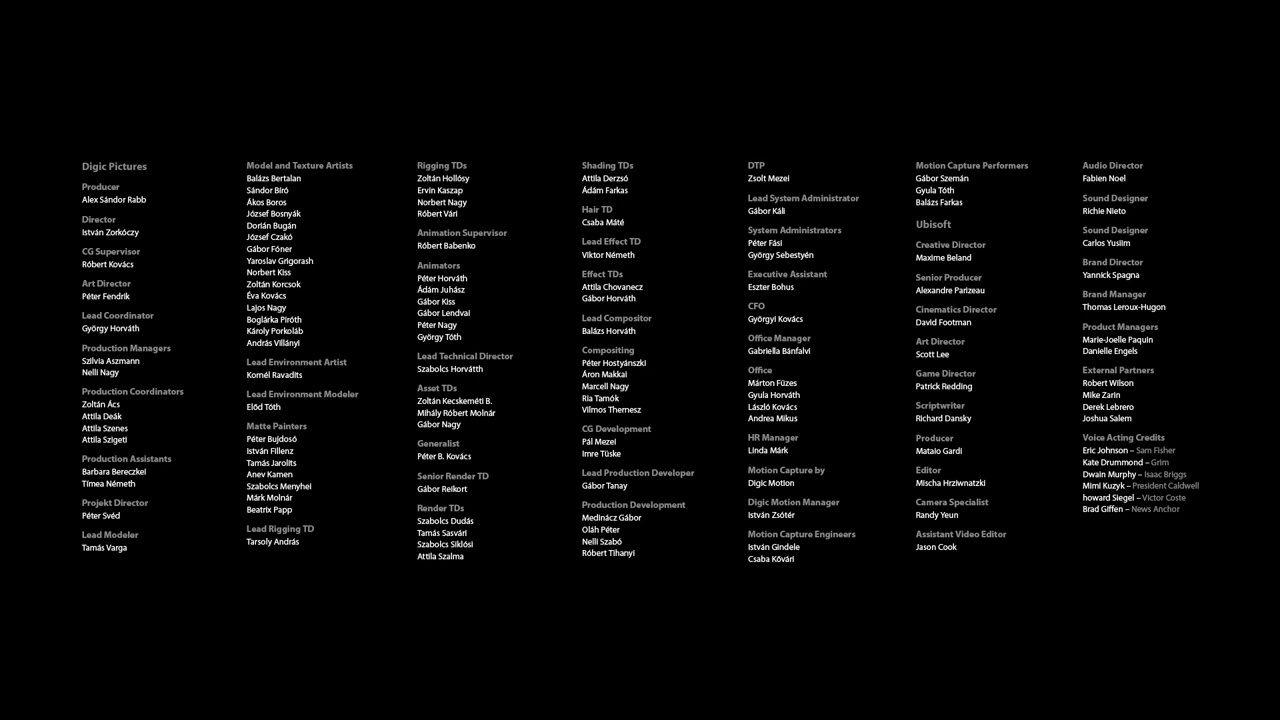 Digic Pictures
Producer
Alex Sándor Rabb
Director
István Zorkóczy
CG Supervisor
Róbert Kovács
Art Director
Péter Fendrik
Lead Coordinator
György Horváth
Production Managers
Szilvia Aszmann
Nelli Nagy
Production Coordinators
Zoltán Ács
Attila Deák
Attila Szenes
Attila Szigeti
Production Assistants
Barbara Bereczkei
Tímea Németh
Projekt Director
Péter Svéd
Lead Modeler
Tamás Varga
Model and Texture Artists
Balázs Bertalan
Sándor Bíró
Ákos Boros
József Bosnyák
Dorián Bugán
József Czakó
Gábor Fóner
Yaroslav Grigorash
Norbert Kiss
Zoltán Korcsok
Éva Kovács
Lajos Nagy
Boglárka Piróth
Károly Porkoláb
András Villányi
Lead Environment Artist
Kornél Ravadits
Lead Environment Modeler
Előd Tóth
Matte Painters
Péter Bujdosó
István Fillenz
Tamás Jarolits
Anev Kamen
Szabolcs Menyhei
Márk Molnár
Beatrix Papp
Lead Rigging TD
Tarsoly András
Rigging TDs
Zoltán Hollósy
Ervin Kaszap
Norbert Nagy
Róbert Vári
Animation Supervisor
Róbert Babenko
Animators
Péter Horváth
Ádám Juhász
Gábor Kiss
Gábor Lendvai
Péter Nagy
György Tóth
Lead Technical Director
Szabolcs Horvátth
Asset TDs
Zoltán Kecskeméti B.
Mihály Róbert Molnár
Gábor Nagy
Generalist
Péter B. Kovács
Senior Render TD
Gábor Reikort
Render TDs
Szabolcs Dudás
Tamás Sasvári
Szabolcs Siklósi
Attila Szalma
Shading TDs
Attila Derzsó
Ádám Farkas
Hair TD
Csaba Máté
Lead Effect TD
Viktor Németh
Effect TDs
Attila Chovanecz
Gábor Horváth
Lead Compositor
Balázs Horváth
Compositing
Péter Hostyánszki
Áron Makkai
Marcell Nagy
Ria Tamók
Vilmos Thernesz
CG Development
Pál Mezei
Imre Tüske
Lead Production Developer
Gábor Tanay
Production Development
Medinácz Gábor
Oláh Péter
Nelli Szabó
Róbert Tihanyi
DTP
Zsolt Mezei
Lead System Administrator
Gábor Káli
System Administrators
Péter Fási
György Sebestyén
Executive Assistant
Eszter Bohus
CFO
Györgyi Kovács
Office Manager
Gabriella Bánfalvi
Office
Márton Füzes
Gyula Horváth
László Kovács
Andrea Mikus
HR Manager
Linda Márk
Motion Capture by
Digic Motion
Digic Motion Manager
István Zsótér
Motion Capture Engineers
István Gindele
Csaba Kővári
Motion Capture Performers
Gábor Szemán
Gyula Tóth
Balázs Farkas
Ubisoft
Creative Director
Maxime Beland
Senior Producer
Alexandre Parizeau
Cinematics Director
David Footman
Art Director
Scott Lee
Game Director
Patrick Redding
Scriptwriter
Richard Dansky
Producer
Mataio Gardi
Editor
Mischa Hrziwnatzki
Camera Specialist
Randy Yeun
Assistant Video Editor
Jason Cook
Audio Director
Fabien Noel
Sound Designer
Richie Nieto
Sound Designer
Carlos Yusiim
Brand Director
Yannick Spagna
Brand Manager
Thomas Leroux-Hugon
Product Managers
Marie-Joelle Paquin
Danielle Engels
External Partners
Robert Wilson
Mike Zarin
Derek Lebrero
Joshua Salem
Voice Acting Credits
Eric Johnson – Sam Fisher
Kate Drummond – Grim
Dwain Murphy – Isaac Briggs
Mimi Kuzyk – President Caldwell
howard Siegel – Victor Coste
Brad Giffen – News Anchor